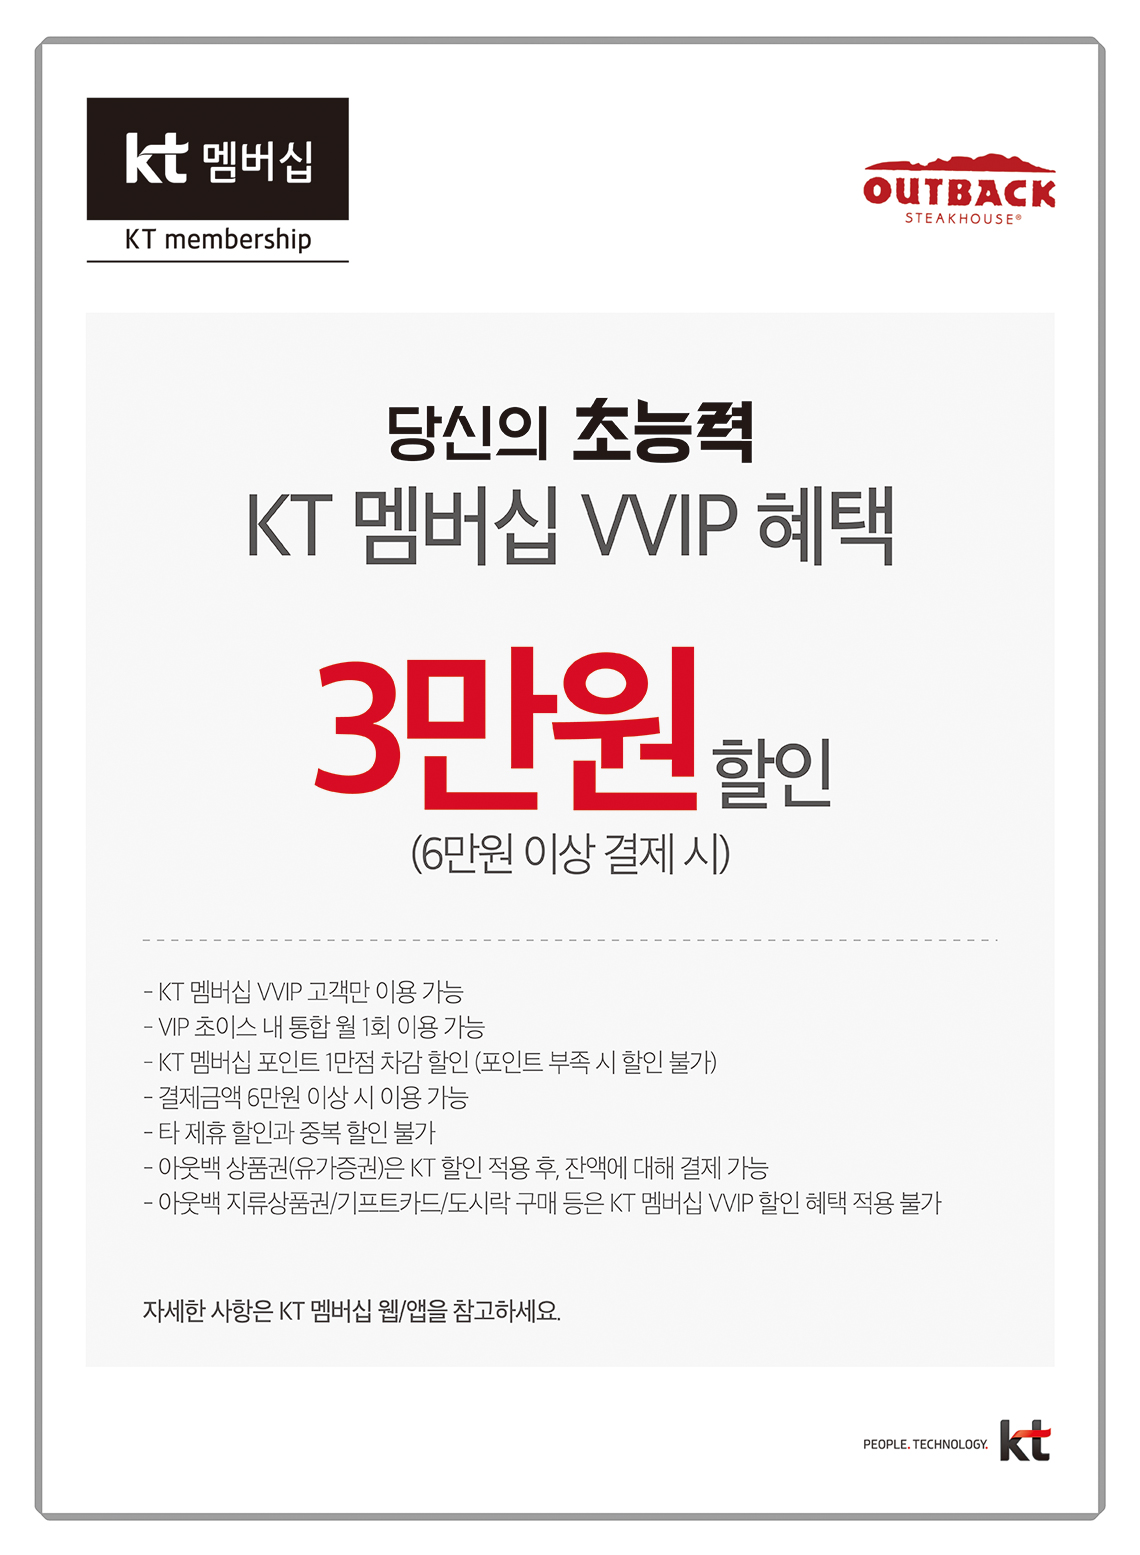 kt 멤버십
KT membership
OUTBACK
STEAKHOUSE®
당신의 초능력
KT 멤버십 VVIP 혜택
3만원 할인
(6만원 이상 결제 시)
- KT 멤버십 VVIP 고객만 이용 가능
- VIP 초이스 내 통합 월 1회 이용 가능
- KT 멤버십 포인트 1만점 차감 할인 (포인트 부족 시 할인 불가)
- 결제금액 6만원 이상 시 이용 가능
- 타 제휴 할인과 중복 할인 불가
- 아웃백 상품권(유가증권)은 KT 할인 적용 후, 잔액에 대해 결제 가능
- 아웃백 지류상품권/기프트카드/도시락 구매 등은 KT 멤버십 VVIP 할인 혜택 적용 불가
자세한 사항은 KT 멤버십 웹/앱을 참고하세요.
PEOPLE. TECHNOLOGY. kt